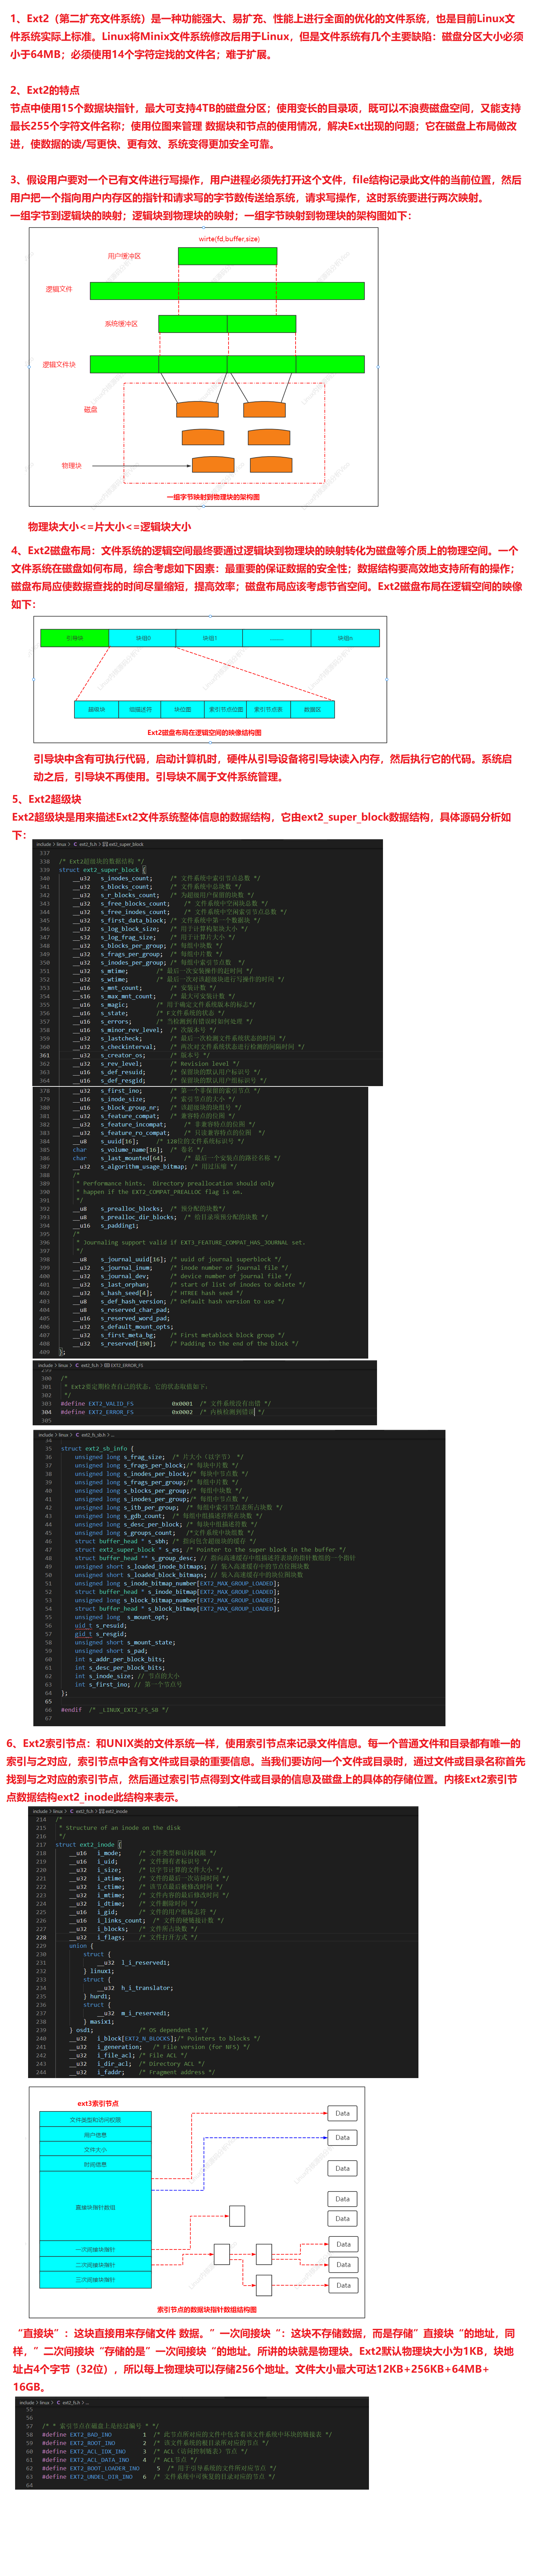 1、Ext2（第二扩充文件系统）是一种功能强大、易扩充、性能上进行全面的优化的文件系统，也是目前Linux文
件系统实际上标准。Linux将Minix文件系统修改后用于Linux，但是文件系统有几个主要缺陷：磁盘分区大小必须
小于64MB；必须使用14个字符定找的文件名；难于扩展。
2、Ext2的特点
节点中使用15个数据块指针，最大可支持4TB的磁盘分区；使用变长的目录项，既可以不浪费磁盘空间，又能支持
最长255个字符文件名称；使用位图来管理 数据块和节点的使用情况，解决Ext出现的问题；它在磁盘上布局做改
进，使数据的读/写更快、更有效、系统变得更加安全可靠。
3、假设用户要对一个已有文件进行写操作，用户进程必须先打开这个文件，file结构记录此文件的当前位置，然后
用户把一个指向用户内存区的指针和请求写的字节数传送给系统，请求写操作，这时系统要进行两次映射。
一组字节到逻辑块的映射；逻辑块到物理块的映射；一组字节映射到物理块的架构图如下：
wirte(fd,buffer,size)
用户缓冲区
逻辑文件
系统缓冲区
逻辑文件块
磁盘
物理块
一组字节映射到物理块的架构图
物理块大小<=片大小<=逻辑块大小
4、Ext2磁盘布局：文件系统的逻辑空间最终要通过逻辑块到物理块的映射转化为磁盘等介质上的物理空间。一个
文件系统在磁盘如何布局，综合考虑如下因素：最重要的保证数据的安全性；数据结构要高效地支持所有的操作；
磁盘布局应使数据查找的时间尽量缩短，提高效率；磁盘布局应该考虑节省空间。Ext2磁盘布局在逻辑空间的映像
如下：
引导块 块组0 块组1 ........ 块组n
超级块 组描述符 块位图 索引节点位图 索引节点表 数据区
Ext2磁盘布局在逻辑空间的映像结构图
引导块中含有可执行代码，启动计算机时，硬件从引导设备将引导块读入内存，然后执行它的代码。系统启
动之后，引导块不再使用。引导块不属于文件系统管理。
5、Ext2超级块
Ext2超级块是用来描述Ext2文件系统整体信息的数据结构，它由ext2_super_block数据结构，具体源码分析如
下：
include > linux > C ext2_fs.h > ext2_super_block
337
338 /* Ext2超级块的数据结构 */
339 struct ext2_super_block {
340 __u32 s_inodes_count; /* 文件系统中索引节点总数 */
341 __u32 s_blocks_count; /* 文件系统中总块数 */
342 __u32 s_r_blocks_count; /* 为超级用户保留的块数 */
343 __u32 s_free_blocks_count; /* 文件系统中空闲块总数 */
344 __u32 s_free_inodes_count; /* 文件系统中空闲索引节点总数 */
345 __u32 s_first_data_block; /* 文件系统中第一个数据块 */
346 __u32 s_log_block_size; /* 用于计算构架块大小 */
347 __s32 s_log_frag_size; /* 用于计算片大小 */
348 __u32 s_blocks_per_group; /* 每组中块数 */
349 __u32 s_frags_per_group; /* 每组中片数 */
350 __u32 s_inodes_per_group; /* 每组中索引节点数 */
351 __u32 s_mtime; /* 最后一次安装操作的起时间 */
352 __u32 s_wtime; /* 最后一次对该超级块进行写操作的时间 */
353 __u16 s_mnt_count; /* 安装计数 */
354 __s16 s_max_mnt_count; /* 最大可安装计数 */
355 __u16 s_magic; /* 用于确定文件系统版本的标志*/
356 __u16 s_state; /* F文件系统的状态 */
357 __u16 s_errors; /* 当检测到有错误时如何处理 */
358 __u16 s_minor_rev_level; /* 次版本号 */
359 __u32 s_lastcheck; /* 最后一次检测文件系统状态的时间 */
360 __u32 s_checkinterval; /* 两次对文件系统状态进行检测的间隔时间 */
361 __u32 s_creator_os; /* 版本号 */
362 __u32 s_rev_level; /* Revision level */
363 __u16 s_def_resuid; /* 保留块的默认用户标识号 */
364 __u16 s_def_resgid; /* 保留块的默认用户组标识号 */
378 __u32 s_first_ino; /* 第一个非保留的索引节点 */
379 __u16 s_inode_size; /* 索引节点的大小 */
380 __u16 s_block_group_nr; /* 该超级块的块组号 */
381 __u32 s_feature_compat; /* 兼容特点的位图 */
382 __u32 s_feature_incompat; /* 非兼容特点的位图 */
383 __u32 s_feature_ro_compat; /* 只读兼容特点的位图 */
384 __u8 s_uuid[16]; /* 128位的文件系统标识号 */
385 char s_volume_name[16]; /* 卷名 */
386 char s_last_mounted[64]; /* 最后一个安装点的路径名称 */
387 __u32 s_algorithm_usage_bitmap; /* 用过压缩 */
388 /*
389 * Performance hints. Directory preallocation should only
390 * happen if the EXT2_COMPAT_PREALLOC flag is on.
391 */
392 __u8 s_prealloc_blocks; /* 预分配的块数*/
393 __u8 s_prealloc_dir_blocks; /* 给目录项预分配的块数 */
394 __u16 s_padding1;
395 /*
396 * Journaling support valid if EXT3_FEATURE_COMPAT_HAS_JOURNAL set.
397 */
398 __u8 s_journal_uuid[16]; /* uuid of journal superblock */
399 __u32 s_journal_inum; /* inode number of journal file */
400 __u32 s_journal_dev; /* device number of journal file */
401 __u32 s_last_orphan; /* start of list of inodes to delete */
402 __u32 s_hash_seed[4]; /* HTREE hash seed */
403 __u8 s_def_hash_version; /* Default hash version to use */
404 __u8 s_reserved_char_pad;
405 __u16 s_reserved_word_pad;
406 __u32 s_default_mount_opts;
407 __u32 s_first_meta_bg; /* First metablock block group */
408 __u32 s_reserved[190]; /* Padding to the end of the block */
409 };
include > linux > C ext2_fs.h > EXT2_ERROR_FS
300 /*
301 * Ext2要定期检查自己的状态；它的状态取值如下：
302 */
303 #define EXT2_VALID_FS 0x0001 /* 文件系统没有出错 */
304 #define EXT2_ERROR_FS 0x0002 /* 内核检测到错误 */
305
include > linux > C ext2_fs_sb.h > ...
34
35 struct ext2_sb_info {
36 unsigned long s_frag_size; /* 片大小（以字节） */
37 unsigned long s_frags_per_block;/* 每块中片数 */
38 unsigned long s_inodes_per_block;/* 每块中节点数 */
39 unsigned long s_frags_per_group;/* 每组中片数 */
40 unsigned long s_blocks_per_group;/* 每组中块数 */
41 unsigned long s_inodes_per_group;/* 每组中节点数 */
42 unsigned long s_itb_per_group; /* 每组中索引节点表所占块数 */
43 unsigned long s_gdb_count; /* 每组中组描述符所在块数 */
44 unsigned long s_desc_per_block; /* 每块中组描述符数 */
45 unsigned long s_groups_count; /*文件系统中块组数 */
46 struct buffer_head * s_sbh; /* 指向包含超级块的缓存 */
47 struct ext2_super_block * s_es; /* Pointer to the super block in the buffer */
48 struct buffer_head ** s_group_desc; // 指向高速缓存中组描述符表块的指针数组的一个指针
49 unsigned short s_loaded_inode_bitmaps; // 装入高速缓存中的节点位图块数
50 unsigned short s_loaded_block_bitmaps; // 装入高速缓存中的块位图块数
51 unsigned long s_inode_bitmap_number[EXT2_MAX_GROUP_LOADED];
52 struct buffer_head * s_inode_bitmap[EXT2_MAX_GROUP_LOADED];
53 unsigned long s_block_bitmap_number[EXT2_MAX_GROUP_LOADED];
54 struct buffer_head * s_block_bitmap[EXT2_MAX_GROUP_LOADED];
55 unsigned long s_mount_opt;
56 uid_t s_resuid;
57 gid_t s_resgid;
58 unsigned short s_mount_state;
59 unsigned short s_pad;
60 int s_addr_per_block_bits;
61 int s_desc_per_block_bits;
62 int s_inode_size; // 节点的大小
63 int s_first_ino; // 第一个节点号
64 };
65
66 #endif /* _LINUX_EXT2_FS_SB */
67
6、Ext2索引节点：和UNIX类的文件系统一样，使用索引节点来记录文件信息。每一个普通文件和目录都有唯一的
索引与之对应，索引节点中含有文件或目录的重要信息。当我们要访问一个文件或目录时，通过文件或目录名称首先
找到与之对应的索引节点，然后通过索引节点得到文件或目录的信息及磁盘上的具体的存储位置。内核Ext2索引节
点数据结构ext2_inode此结构来表示。
include > linux > C ext2_fs.h > ext2_inode
214 /*
215 * Structure of an inode on the disk
216 */
217 struct ext2_inode {
218 __u16 i_mode; /* 文件类型和访问权限 */
219 __u16 i_uid; /* 文件拥有者标识号 */
220 __u32 i_size; /* 以字节计算的文件大小 */
221 __u32 i_atime; /* 文件的最后一次访问时间 */
222 __u32 i_ctime; /* 该节点最后被修改时间 */
223 __u32 i_mtime; /* 文件内容的最后修改时间 */
224 __u32 i_dtime; /* 文件删除时间 */
225 __u16 i_gid; /* 文件的用户组标志符 */
226 __u16 i_links_count; /* 文件的硬链接计数 */
227 __u32 i_blocks; /* 文件所占块数 */
228 __u32 i_flags; /* 文件打开方式 */
229 union {
230 struct {
231 __u32 l_i_reserved1;
232 } linux1;
233 struct {
234 __u32 h_i_translator;
235 } hurd1;
236 struct {
237 __u32 m_i_reserved1;
238 } masix1;
239 } osd1; /* OS dependent 1 */
240 __u32 i_block[EXT2_N_BLOCKS];/* Pointers to blocks */
241 __u32 i_generation; /* File version (for NFS) */
242 __u32 i_file_acl; /* File ACL */
243 __u32 i_dir_acl; /* Directory ACL */
244 __u32 i_faddr; /* Fragment address */
ext3索引节点
文件类型和访问权限
用户信息
文件大小
时间信息
直接块指针数组
一次间接块指针
二次间接块指针
三次间接块指针
Data
Data
Data
Data
Data
Data
Data
Data
索引节点的数据块指针数组结构图
“直接块”：这块直接用来存储文件 数据。”一次间接块“：这块不存储数据，而是存储”直接块“的地址，同
样，”二次间接块“存储的是”一次间接块“的地址。所讲的块就是物理块。Ext2默认物理块大小为1KB，块地
址占4个字节（32位），所以每上物理块可以存储256个地址。文件大小最大可达12KB+256KB+64MB+
16GB。
include > linux > C ext2_fs.h > ...
55
56
57 /* * 索引节点在磁盘上是经过编号 * */
58 #define EXT2_BAD_INO 1 /* 此节点所对应的文件中包含着该文件系统中坏块的链接表 */
59 #define EXT2_ROOT_INO 2 /* 该文件系统的根目录所对应的节点 */
60 #define EXT2_ACL_IDX_INO 3 /* ACL（访问控制链表）节点 */
61 #define EXT2_ACL_DATA_INO 4 /* ACL节点 */
62 #define EXT2_BOOT_LOADER_INO 5 /* 用于引导系统的文件所对应节点 */
63 #define EXT2_UNDEL_DIR_INO 6 /* 文件系统中可恢复的目录对应的节点 */
64